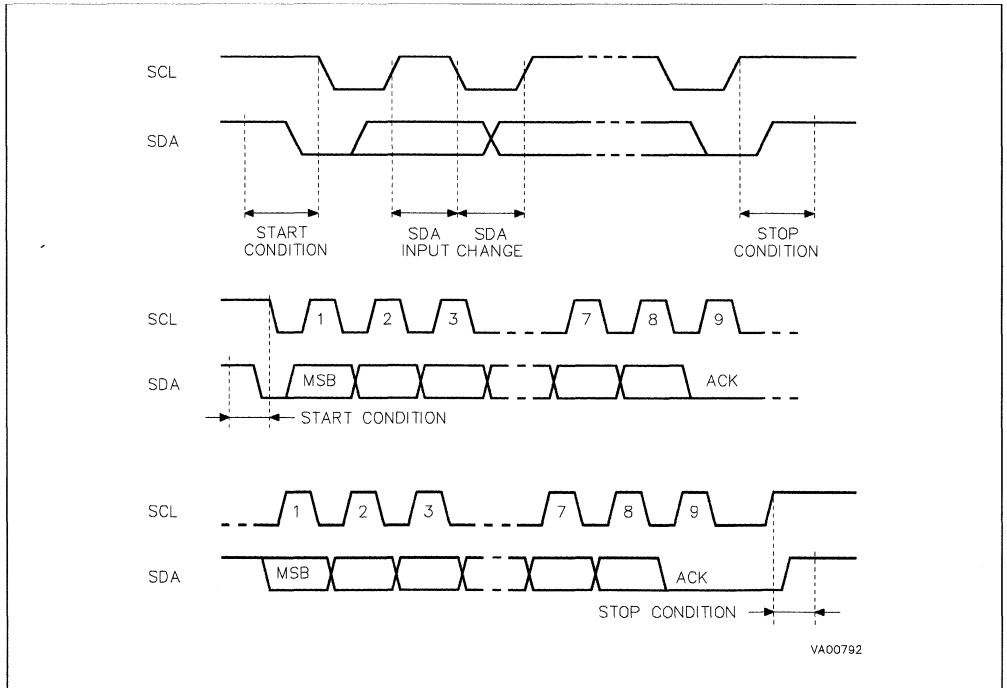 SCL
SDA
START
CONDITION
SDA
INPUT
SDA
CHANGE
STOP
CONDITION
SCL
1 2 3 7 8 9
SDA
MSB
ACK
START CONDITION
SCL
1 2 3 7 8 9
SDA
MSB
ACK
STOP CONDITION
VA00792